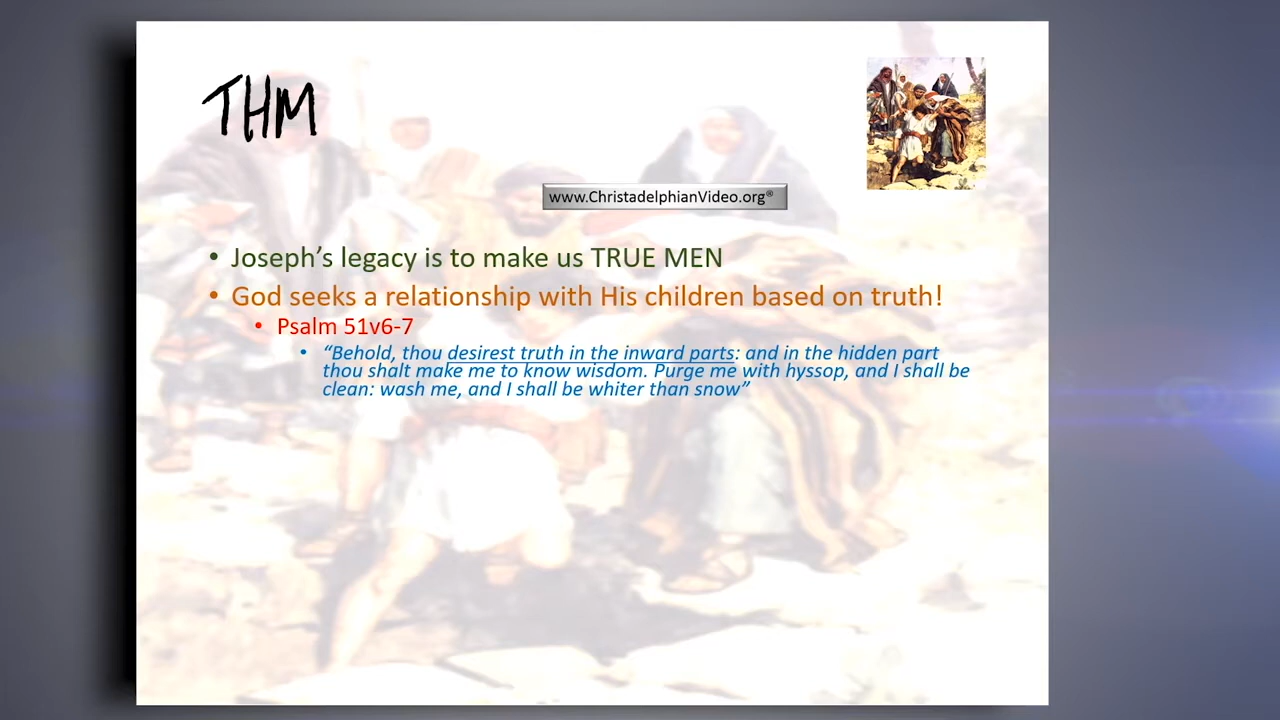 THM
www.ChristadelphianVideo.org®
• Joseph’s legacy is to make us TRUE MEN
• God seeks a relationship with His children based on truth!
• Psalm 51v6-7
• “Behold, thou desirest truth in the inward parts: and in the hidden part
thou shalt make me to know wisdom. Purge me with hyssop, and I shall be
clean: wash me, and I shall be whiter than snow”